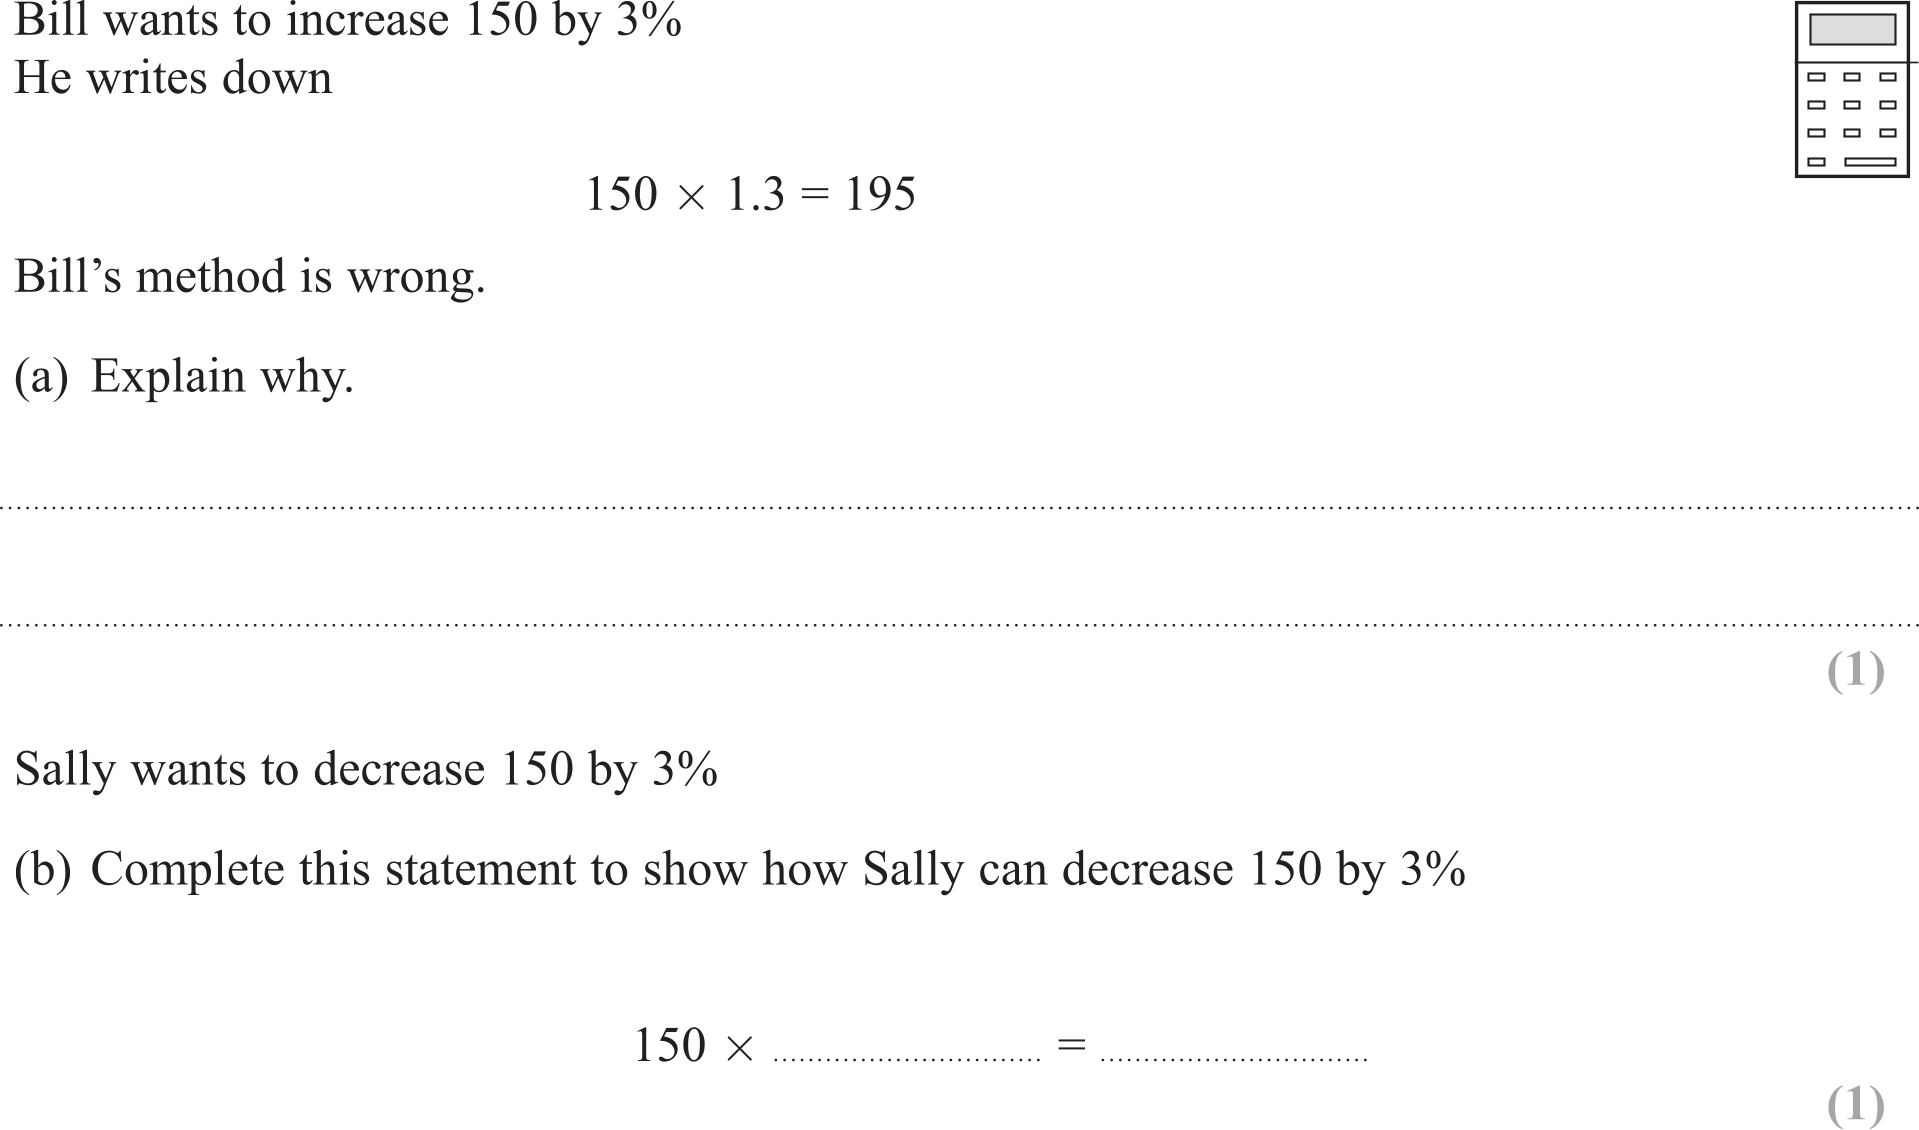 Bill wants to increase 150 by 3%
He writes down
150 × 1.3 = 195
Bill’s method is wrong.
(a) Explain why.
(1)
Sally wants to decrease 150 by 3%
(b) Complete this statement to show how Sally can decrease 150 by 3%
150 × .............................. = ..............................
(1)